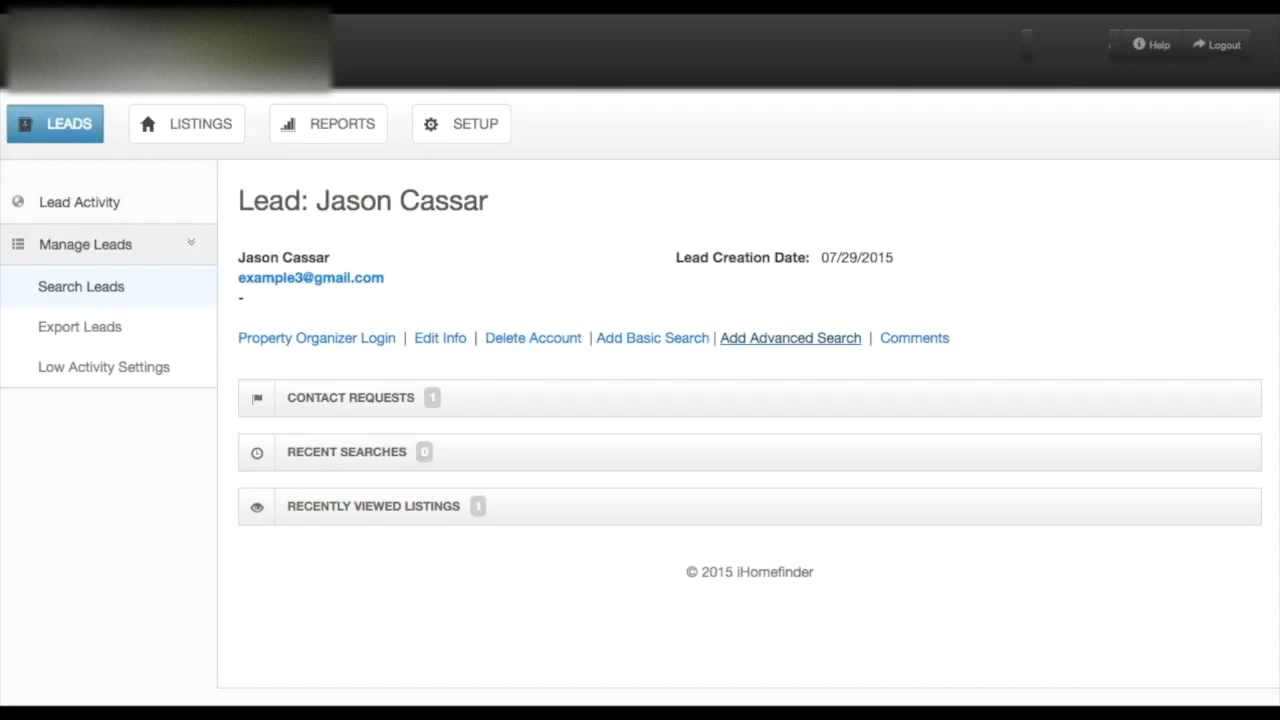 Help Logout
LEADS LISTINGS REPORTS SETUP
Lead Activity
Manage Leads
Search Leads
Export Leads
Low Activity Settings
Lead: Jason Cassar
Jason Cassar Lead Creation Date: 07/29/2015
example3@gmail.com
-
Property Organizer Login | Edit Info | Delete Account | Add Basic Search | Add Advanced Search | Comments
CONTACT REQUESTS 1
RECENT SEARCHES 0
RECENTLY VIEWED LISTINGS 1
© 2015 iHomefinder